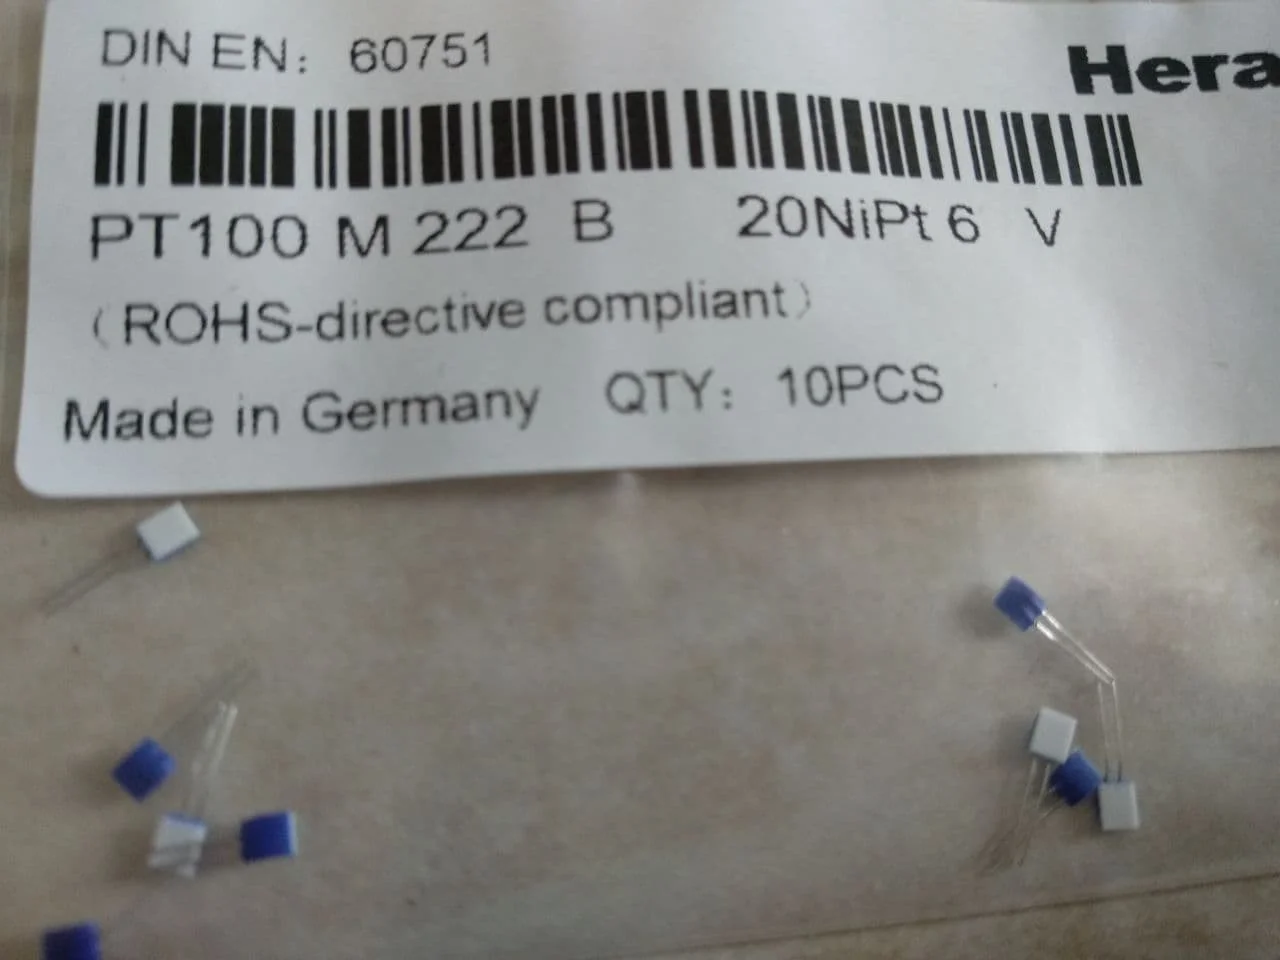 DIN EN: 60751
Hera
PT100 M 222 B 20NiPt 6 V
(ROHS-directive compliant)
Made in Germany QTY: 10PCS